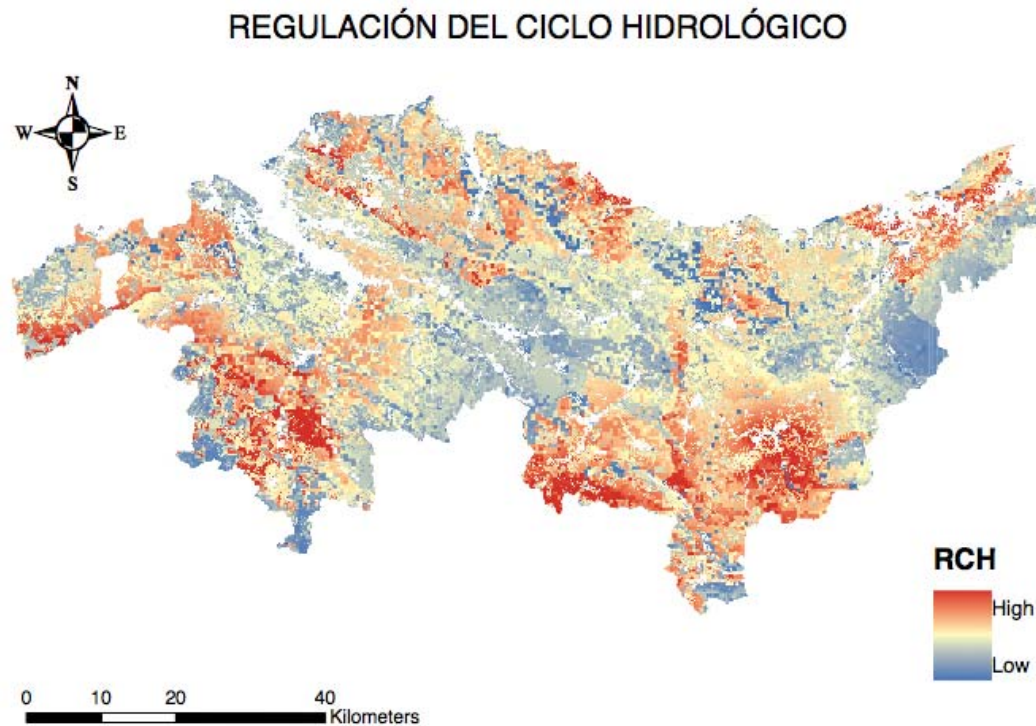 REGULACIÓN DEL CICLO HIDROLÓGICO
N
W E
S
RCH
High
Low
0 10 20 40
Kilometers